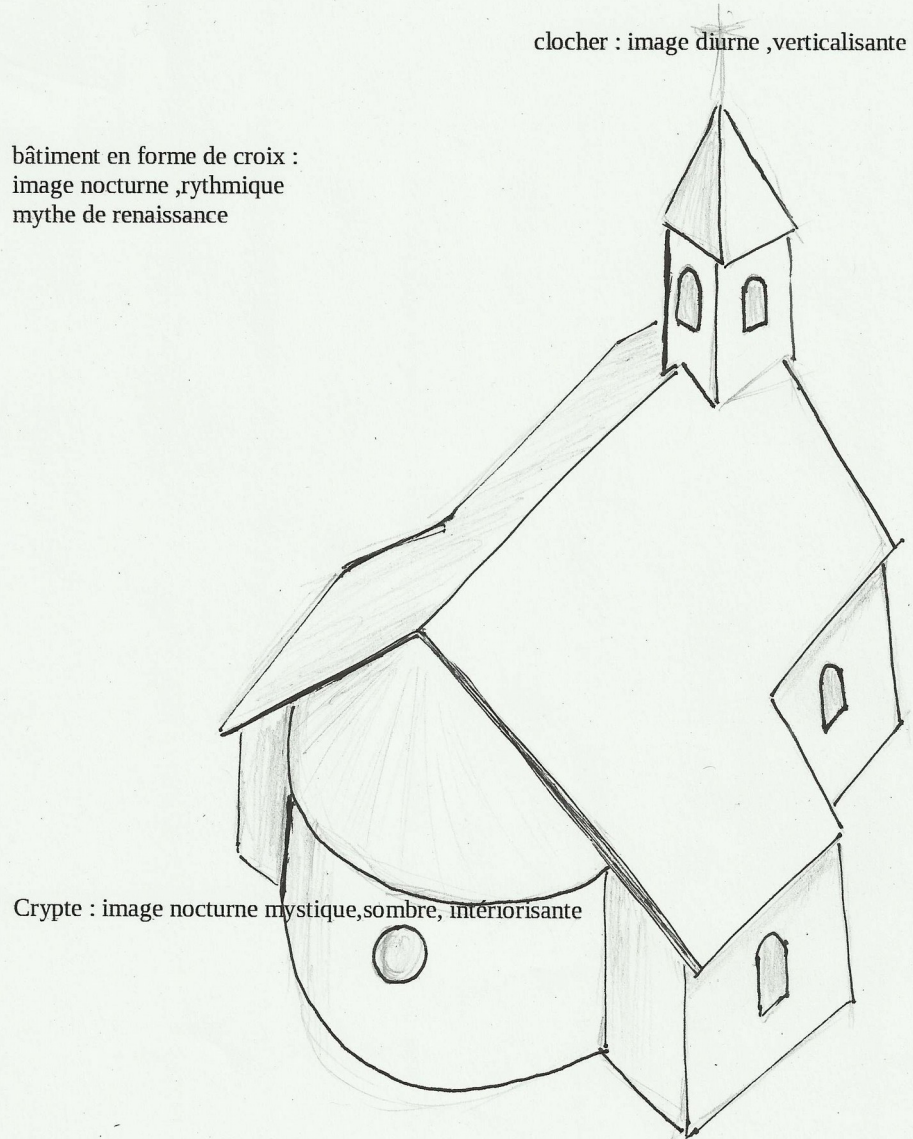 clocher : image diurne ,verticalisante
bâtiment en forme de croix :
image nocturne ,rythmique
mythe de renaissance
Crypte : image nocturne mystique,sombre, intériorisante